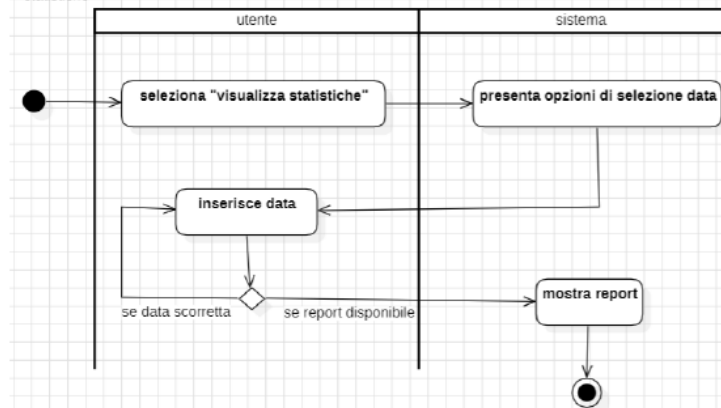 utente
sistema
seleziona "visualizza statistiche"
presenta opzioni di selezione data
inserisce data
mostra report
se data scorretta
se report disponibile